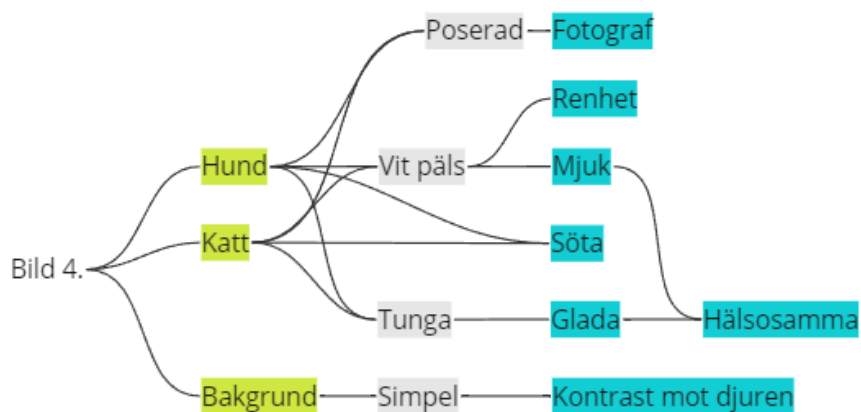 Poserad Fotograf
Renhet
Hund Vit päls Mjuk
Katt Söta
Bild 4.
Tunga Glada Hälsosamma
Bakgrund Simpel Kontrast mot djuren